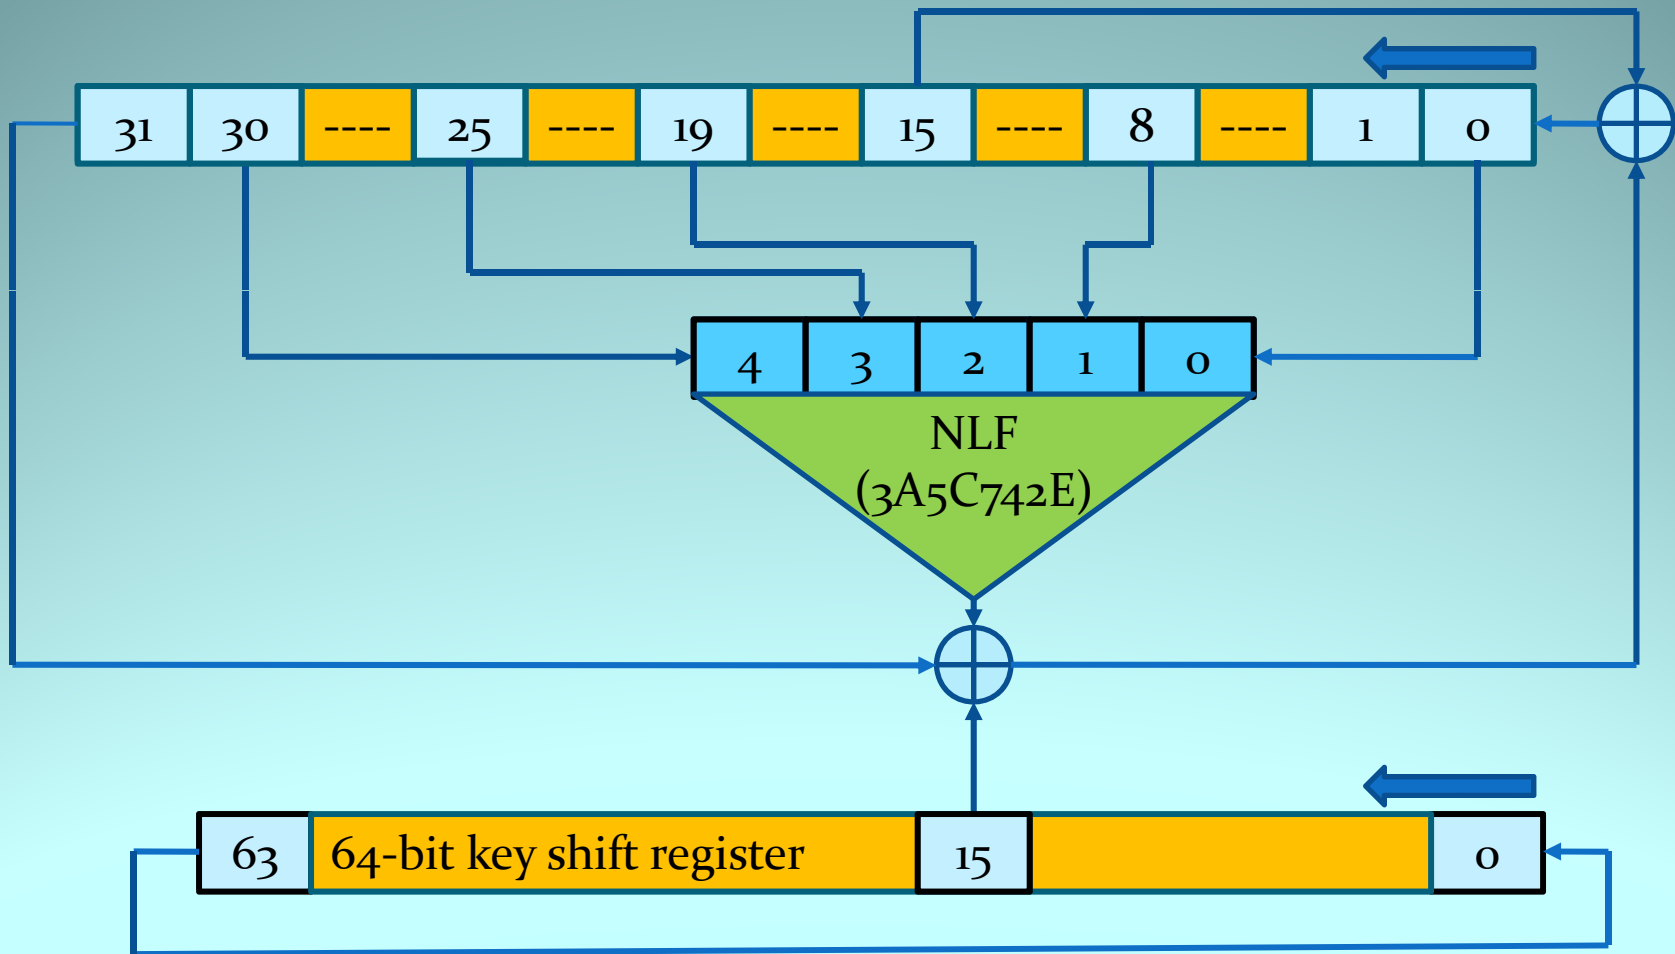 31 30 ---- 25 ---- 19 ---- 15 ---- 8 ---- 1 0
4 3 2 1 0
NLF
(3A5C742E)
63 64-bit key shift register 15 0